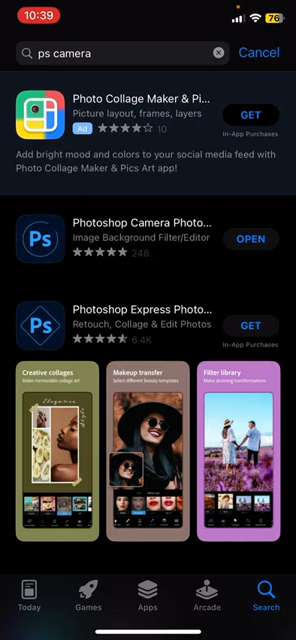 10:39
76
ps camera
Cancel
Photo Collage Maker & Pi...
Picture layout, frames, layers
Ad
10
GET
In-App Purchases
Add bright mood and colors to your social media feed with
Photo Collage Maker & Pics Art app!
Ps
Photoshop Camera Photo...
Image Background Filter/Editor
248
OPEN
Ps
Photoshop Express Photo...
Retouch, Collage & Edit Photos
6.4K
GET
In-App Purchases
Creative collages
Make memorable collage art
Elegance
Style
Makeup transfer
Select different beauty templates
Filter library
Make stunning transformations
Today
Games
Apps
Arcade
Search